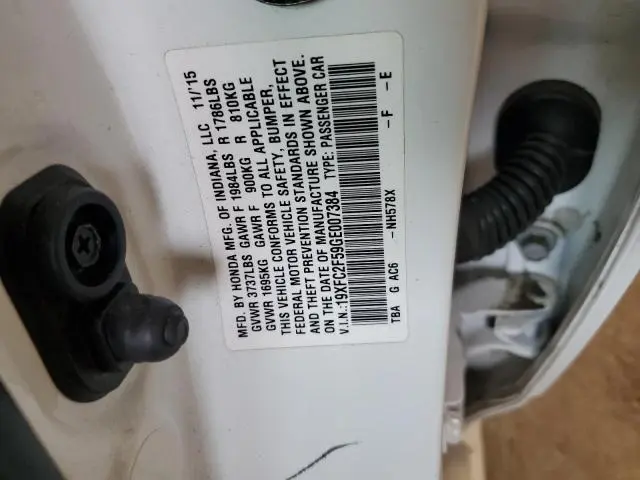 MFD. BY HONDA MFG. OF INDIANA, LLC 11/'15
GVWR 3737LBS GAWR F 1984LBS R 1786LBS
GVWR 1695KG GAWR F 900KG R 810KG
THIS VEHICLE CONFORMS TO ALL APPLICABLE
FEDERAL MOTOR VEHICLE SAFETY, BUMPER,
AND THEFT PREVENTION STANDARDS IN EFFECT
ON THE DATE OF MANUFACTURE SHOWN ABOVE.
V.I.N.:19XFC2F59GE007384 TYPE: PASSENGER CAR
TBA G AC6 -NH578X -F -E